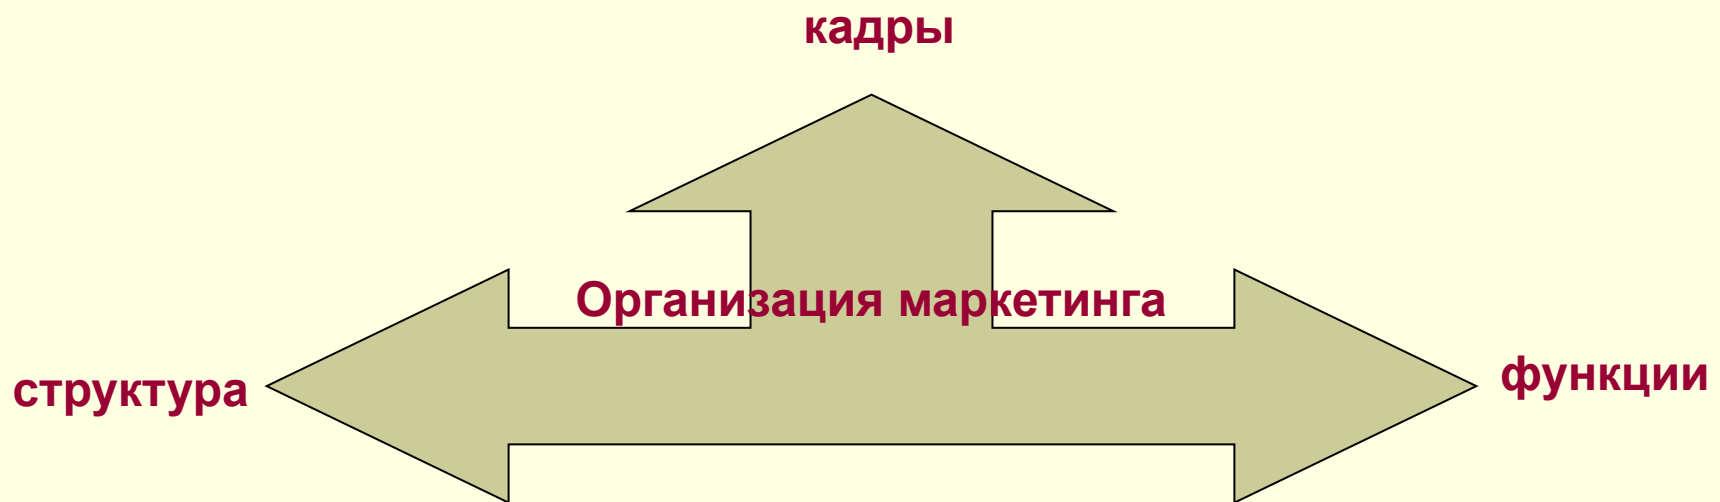 кадры
Организация маркетинга
структура
функции